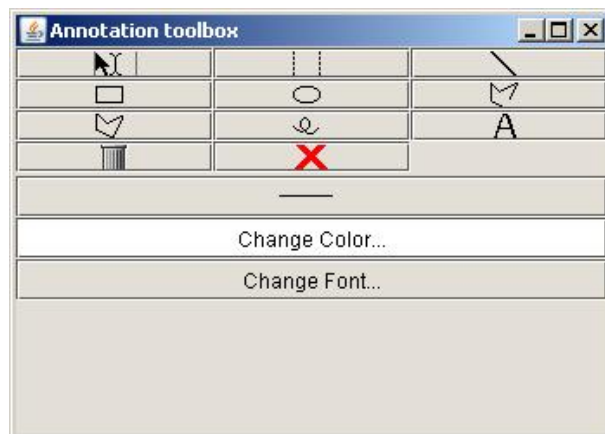 Annotation toolbox
A
Change Color...
Change Font...